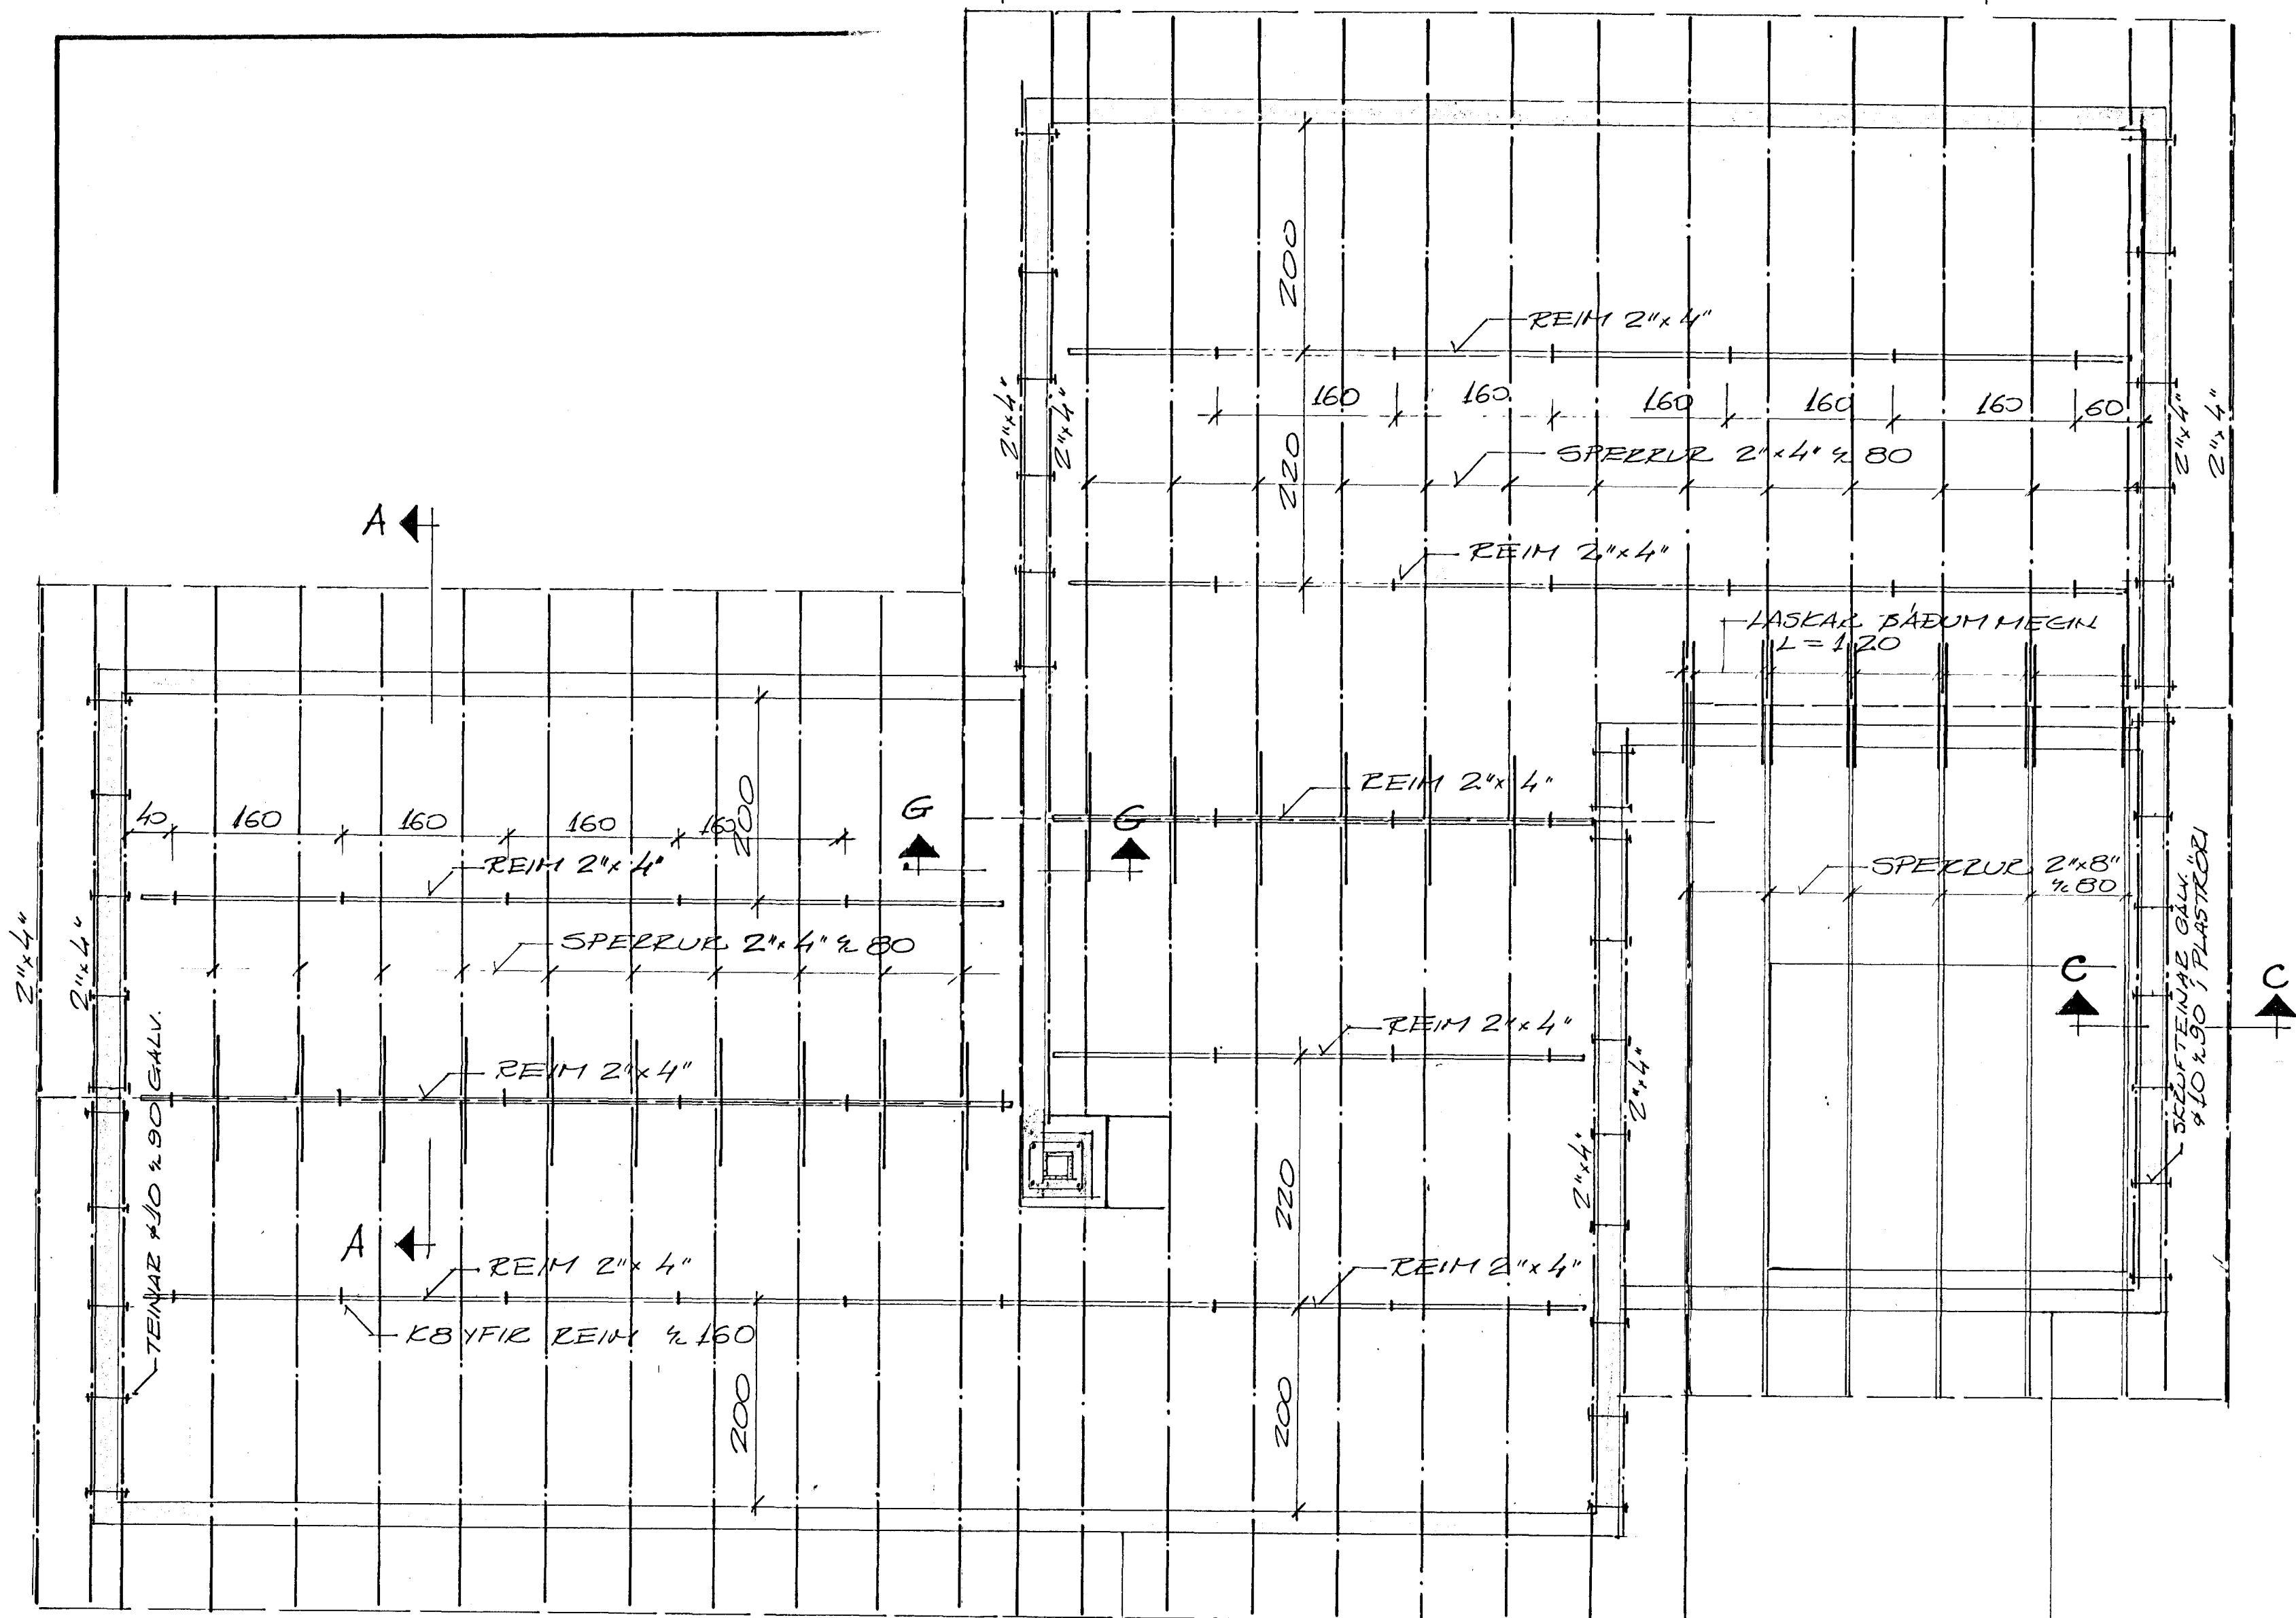 200
REIM 2"x4"
160 160 160 160 160 60
2"x4"
2"x4"
2"x4"
2"x4"
SPERRUR 2"x4" % 80
220
A
REIM 2"x4"
LASKAR BÁÐUM MEGIN
L = 1,20
200
REIM 2"x4"
40 160 160 160 160
G
G
REIM 2"x4"
SPERRUR 2"x8"
% 80
2"x4"
2"x4"
SPERRUR 2"x4" % 80
C
C
SKRÚFTEINAR GALV.
ø10 % 90 Í PLASTRÖRI
REIM 2"x4"
REIM 2"x4"
2"x4"
2"x4"
TEINAR ø10 % 90 GALV.
220
A
REIM 2"x4"
REIM 2"x4"
K8 YFIR REIM % 160
200
200